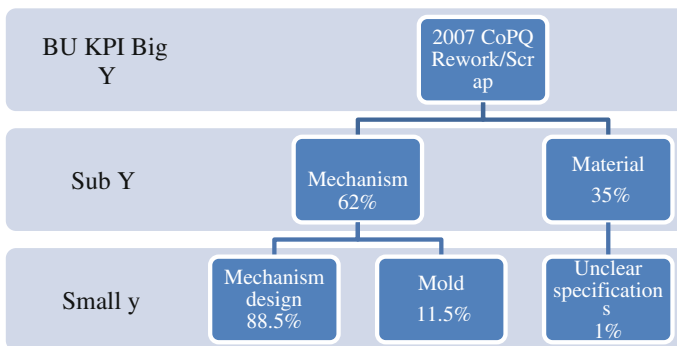 BU KPI Big
Y
2007 CoPQ
Rework/Scr
ap
Sub Y
Mechanism
62%
Material
35%
Small y
Mechanism
design
88.5%
Mold
11.5%
Unclear
specification
s
1%